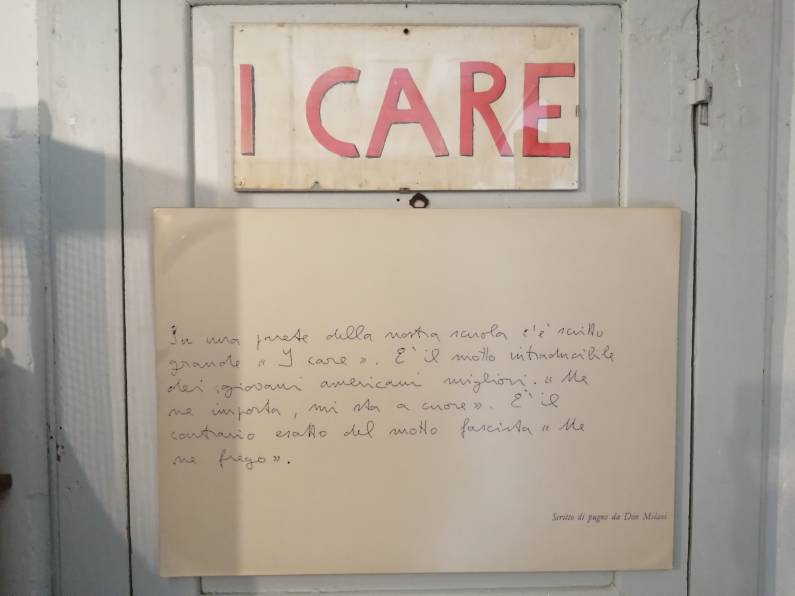 I CARE
In una parete della nostra scuola c'è scritto
grande « I care ». E' il motto intraducibile
dei giovani americani migliori. « Me
ne importa, mi sta a cuore ». E' il
contrario esatto del motto fascista « Me
ne frego ».
Scritto di pugno da Don Milani